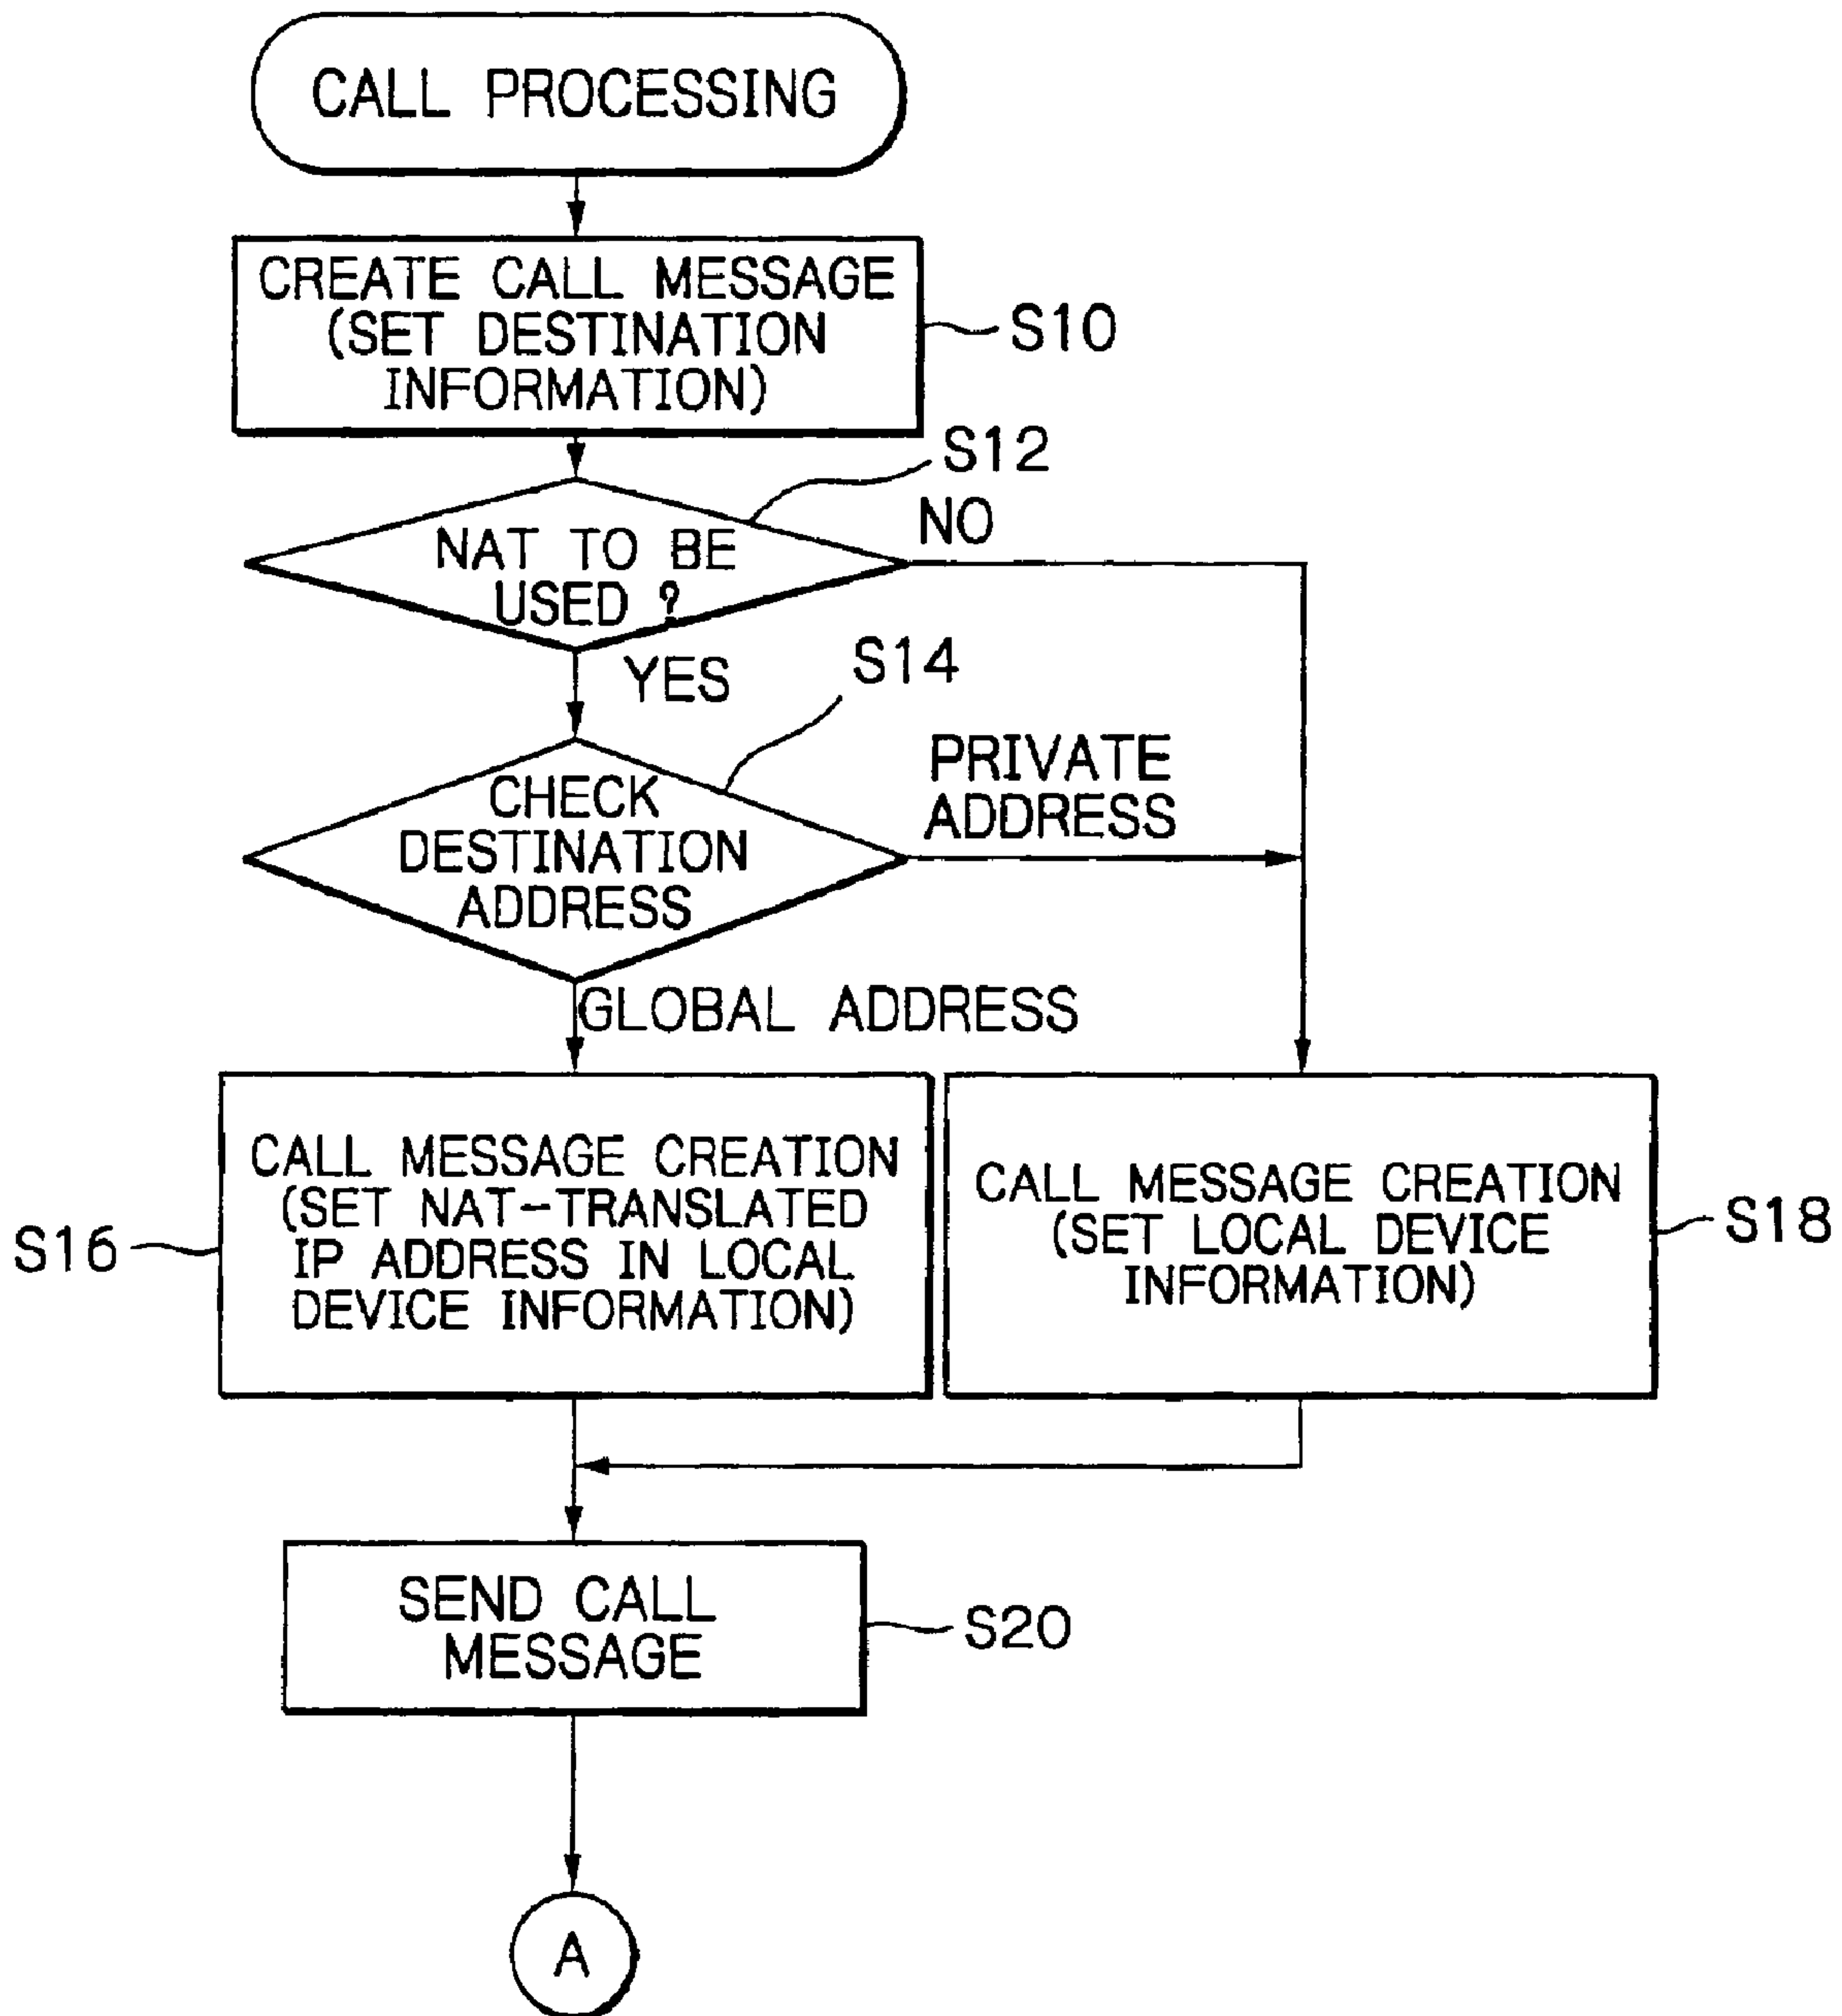 CALL PROCESSING
CREATE CALL MESSAGE
(SET DESTINATION
INFORMATION)
S10
S12
NO
NAT TO BE
USED ?
YES
S14
PRIVATE
ADDRESS
CHECK
DESTINATION
ADDRESS
GLOBAL ADDRESS
CALL MESSAGE CREATION
(SET NAT-TRANSLATED
IP ADDRESS IN LOCAL
DEVICE INFORMATION)
S16
CALL MESSAGE CREATION
(SET LOCAL DEVICE
INFORMATION)
S18
SEND CALL
MESSAGE
S20
A